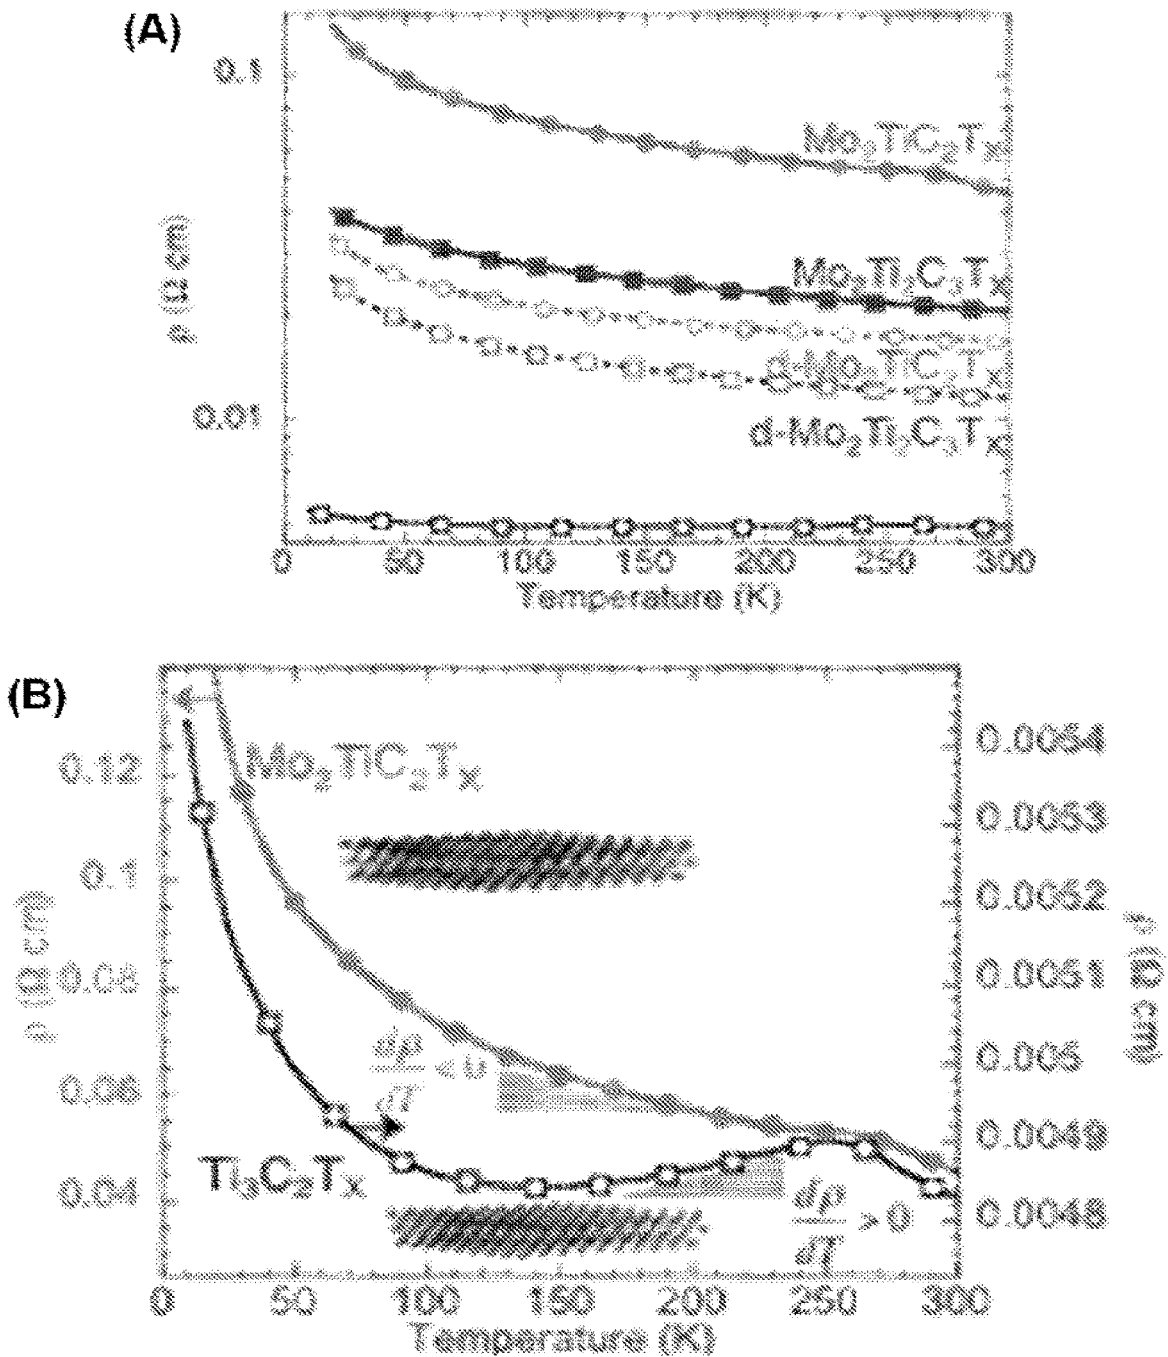 (A)
0.1
Mo₂TiC₂Tₓ
ρ (Ω cm)
Mo₂Ti₂C₃Tₓ
d-Mo₂TiC₂Tₓ
0.01
d-Mo₂Ti₂C₃Tₓ
0 50 100 150 200 250 300
Temperature (K)
(B)
0.0054
Mo₂TiC₂Tₓ
0.12
0.0053
0.1
0.0052
ρ (Ω cm)
ρ (Ω cm)
0.08
0.0051
dρ/dT < 0
0.005
0.06
0.0049
Ti₃C₂Tₓ
0.04
dρ/dT > 0
0.0048
0 50 100 150 200 250 300
Temperature (K)